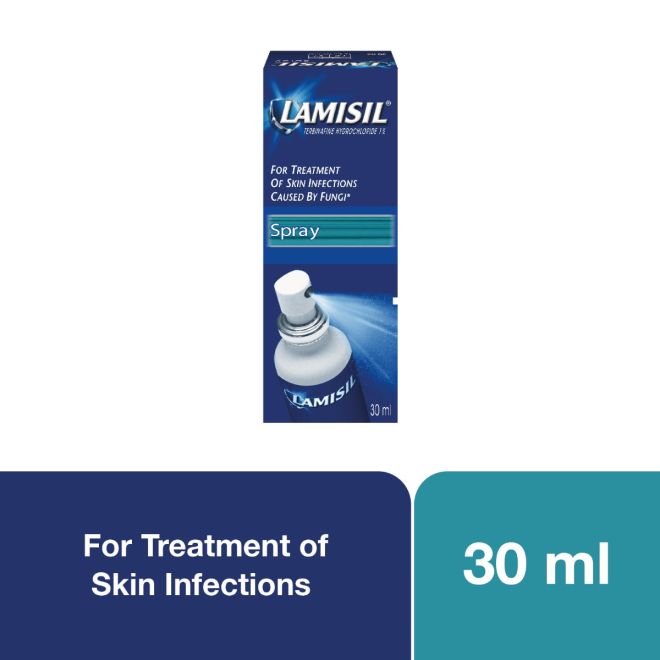 LAMISIL
LAMISIL®
TERBINAFINE HYDROCHLORIDE 1%
FOR TREATMENT
OF SKIN INFECTIONS
CAUSED BY FUNGI*
Spray
LAMISIL
30 ml
For Treatment of
Skin Infections
30 ml